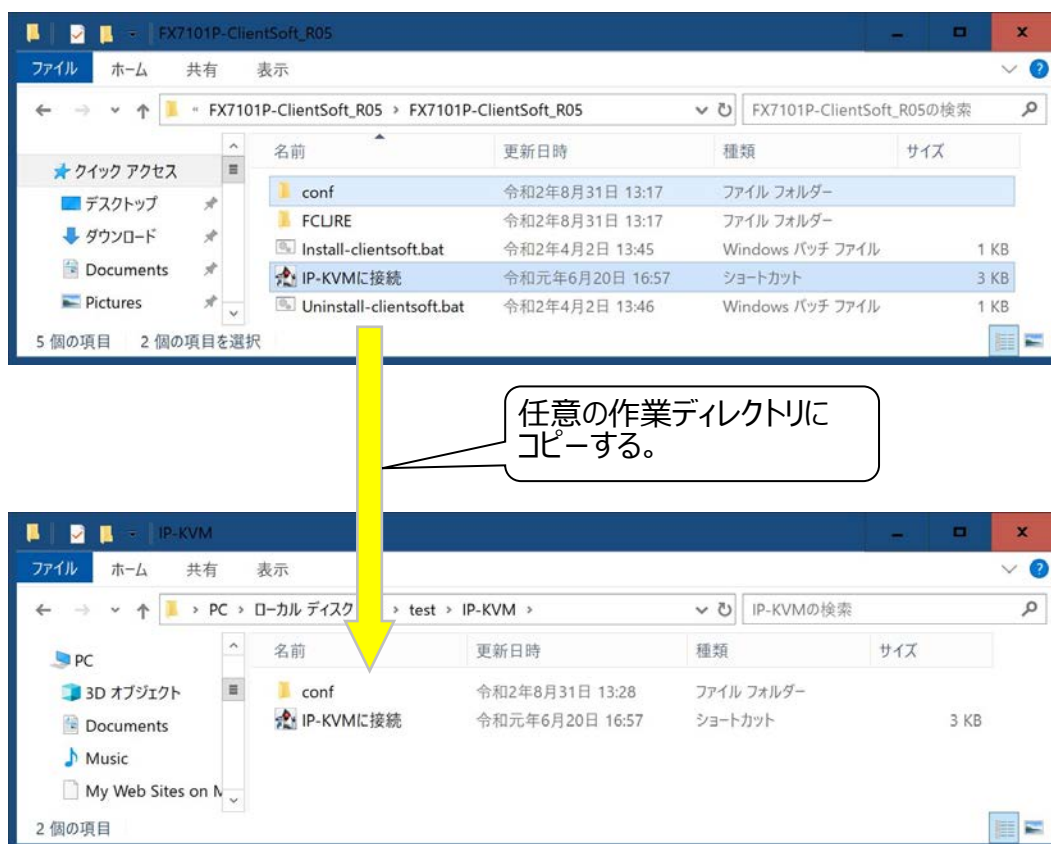 FX7101P-ClientSoft_R05
ファイル ホーム 共有 表示
FX7101P-ClientSoft_R05 › FX7101P-ClientSoft_R05 FX7101P-ClientSoft_R05の検索
名前 更新日時 種類 サイズ
クイック アクセス
デスクトップ
ダウンロード
Documents
Pictures
conf 令和2年8月31日 13:17 ファイル フォルダー
FCLJRE 令和2年8月31日 13:17 ファイル フォルダー
Install-clientsoft.bat 令和2年4月2日 13:45 Windows バッチ ファイル 1 KB
IP-KVMに接続 令和元年6月20日 16:57 ショートカット 3 KB
Uninstall-clientsoft.bat 令和2年4月2日 13:46 Windows バッチ ファイル 1 KB
5 個の項目 2 個の項目を選択
任意の作業ディレクトリに
コピーする。
IP-KVM
ファイル ホーム 共有 表示
› PC › ローカル ディスク › test › IP-KVM › IP-KVMの検索
名前 更新日時 種類 サイズ
PC
3D オブジェクト
Documents
Music
My Web Sites on
conf 令和2年8月31日 13:28 ファイル フォルダー
IP-KVMに接続 令和元年6月20日 16:57 ショートカット 3 KB
2 個の項目